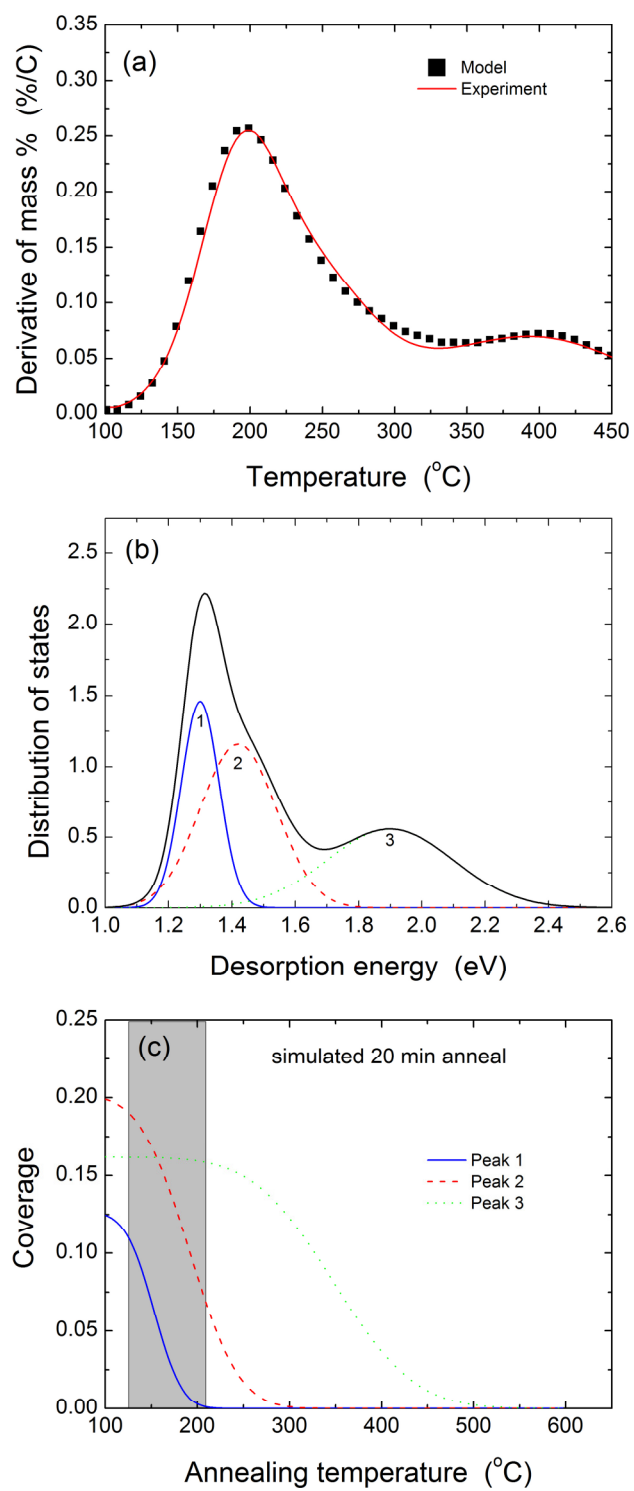 (a)
Model
Experiment
0.35
0.30
0.25
0.20
0.15
0.10
0.05
0.00
Derivative of mass % (%/C)
100 150 200 250 300 350 400 450
Temperature (°C)
(b)
2.5
2.0
1.5
1.0
0.5
0.0
Distribution of states
1
2
3
1.0 1.2 1.4 1.6 1.8 2.0 2.2 2.4 2.6
Desorption energy (eV)
(c)
simulated 20 min anneal
0.25
0.20
0.15
0.10
0.05
0.00
Coverage
Peak 1
Peak 2
Peak 3
100 200 300 400 500 600
Annealing temperature (°C)